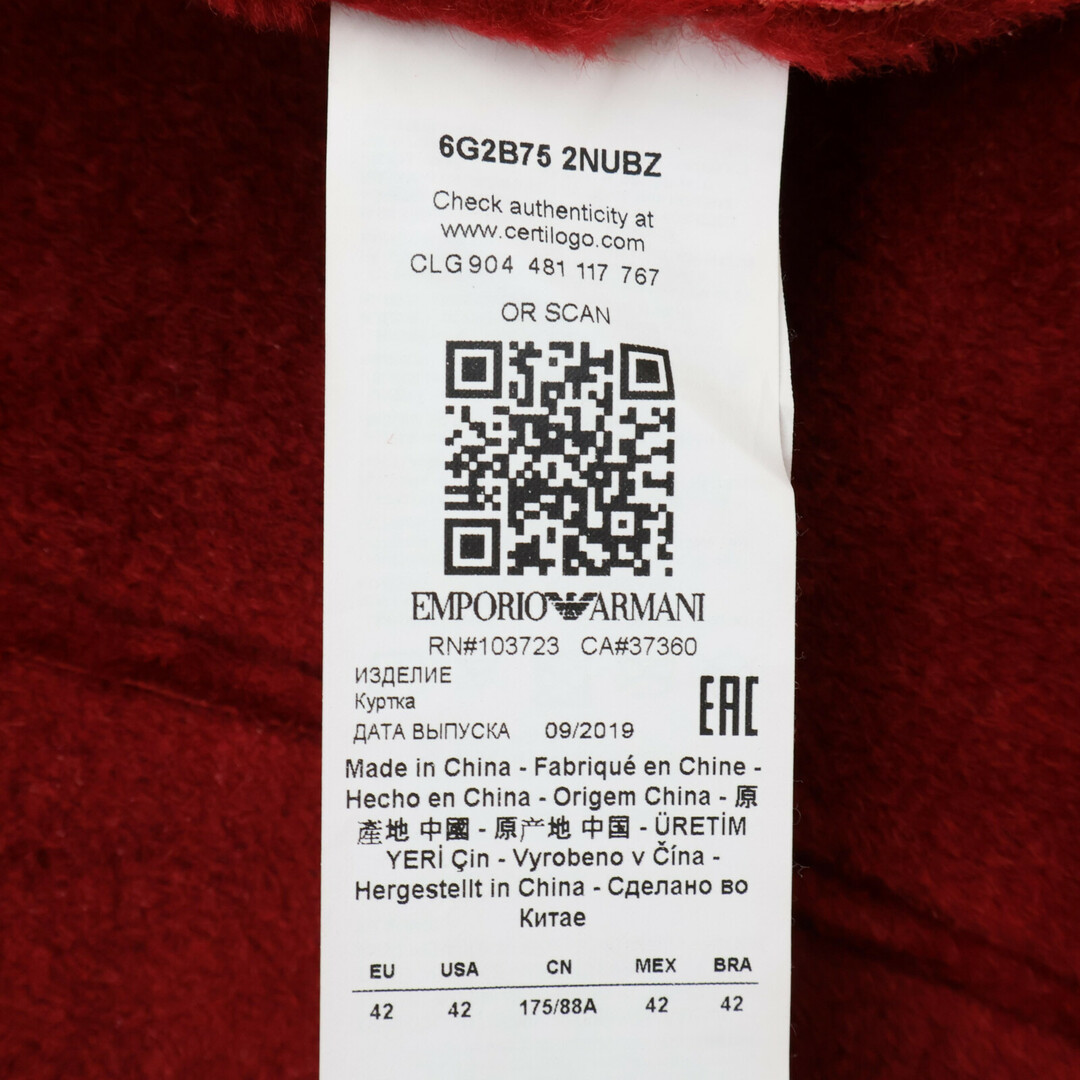 6G2B75 2NUBZ
Check authenticity at
www.certilogo.com
CLG 904 481 117 767
OR SCAN
EMPORIO ARMANI
RN#103723 CA#37360
ИЗДЕЛИЕ
Куртка
EAC
ДАТА ВЫПУСКА 09/2019
Made in China - Fabriqué en Chine -
Hecho en China - Origem China - 原
產地 中國 - 原产地 中国 - ÜRETİM
YERİ Çin - Vyrobeno v Čína -
Hergestellt in China - Сделано во
Китае
EU USA CN MEX BRA
42 42 175/88A 42 42